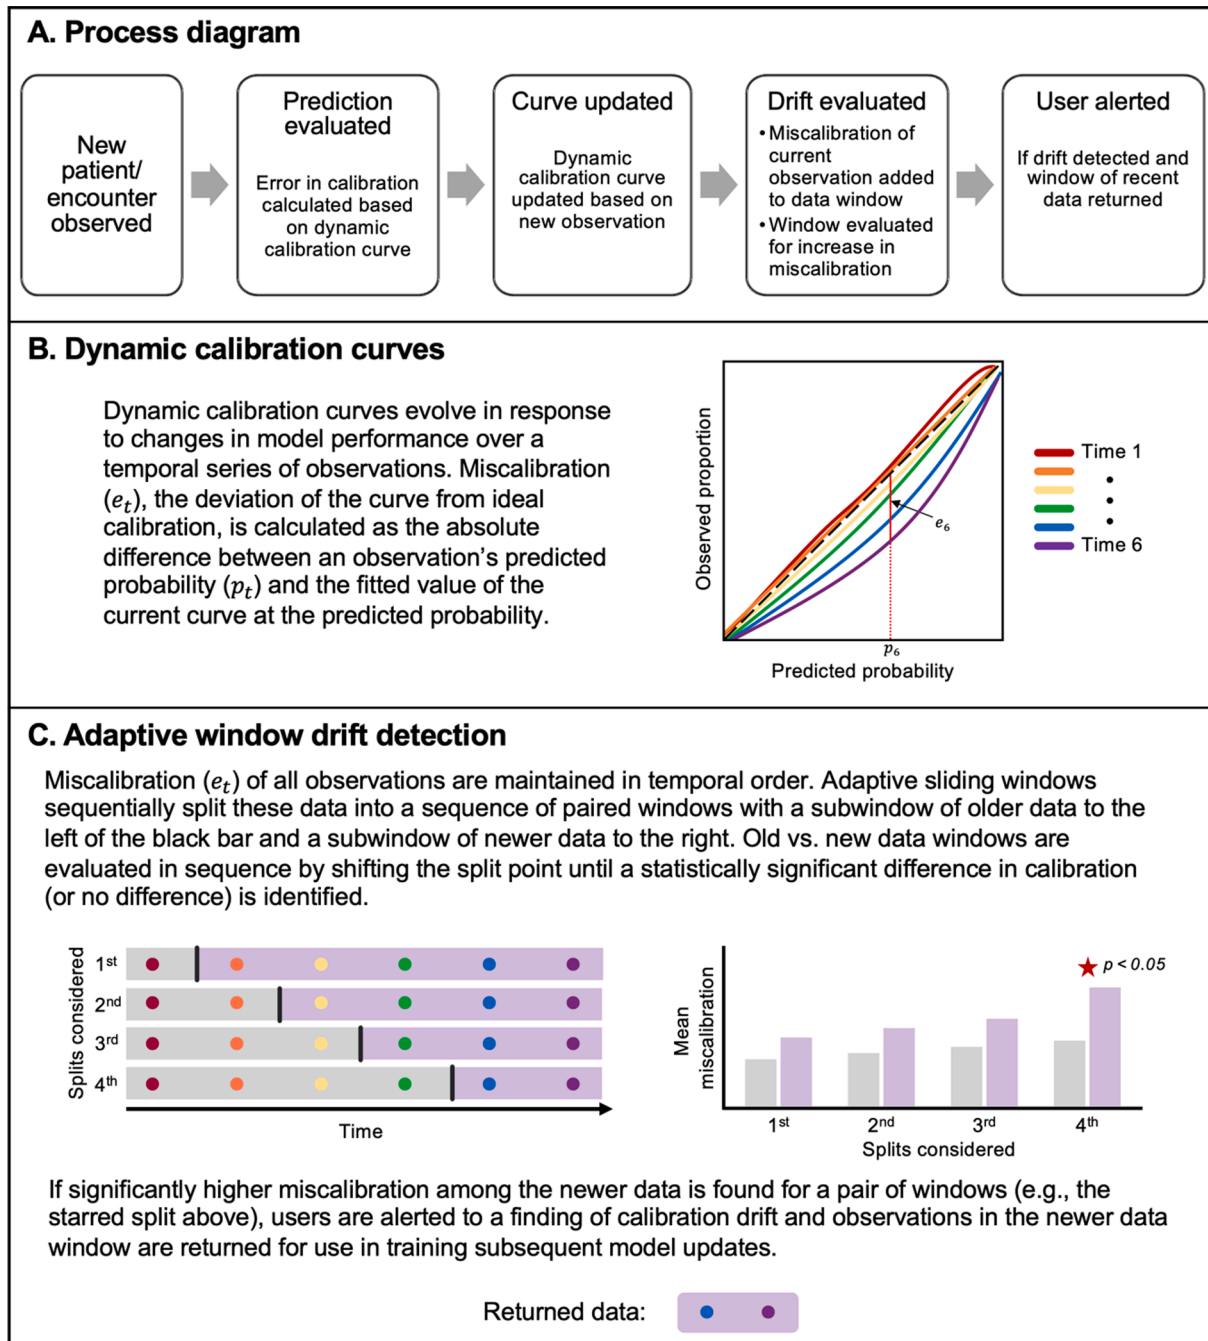 A. Process diagram
New
patient/
encounter
observed
Prediction
evaluated
Error in calibration
calculated based
on dynamic
calibration curve
Curve updated
Dynamic
calibration curve
updated based on
new observation
Drift evaluated
• Miscalibration of
current
observation added
to data window
• Window evaluated
for increase in
miscalibration
User alerted
If drift detected and
window of recent
data returned
B. Dynamic calibration curves
Dynamic calibration curves evolve in response
to changes in model performance over a
temporal series of observations. Miscalibration
(eₜ), the deviation of the curve from ideal
calibration, is calculated as the absolute
difference between an observation's predicted
probability (pₜ) and the fitted value of the
current curve at the predicted probability.
Observed proportion
e₆
p₆
Predicted probability
Time 1
Time 6
C. Adaptive window drift detection
Miscalibration (eₜ) of all observations are maintained in temporal order. Adaptive sliding windows
sequentially split these data into a sequence of paired windows with a subwindow of older data to the
left of the black bar and a subwindow of newer data to the right. Old vs. new data windows are
evaluated in sequence by shifting the split point until a statistically significant difference in calibration
(or no difference) is identified.
Splits considered
1st
2nd
3rd
4th
Time
Mean
miscalibration
p < 0.05
1st 2nd 3rd 4th
Splits considered
If significantly higher miscalibration among the newer data is found for a pair of windows (e.g., the
starred split above), users are alerted to a finding of calibration drift and observations in the newer data
window are returned for use in training subsequent model updates.
Returned data: